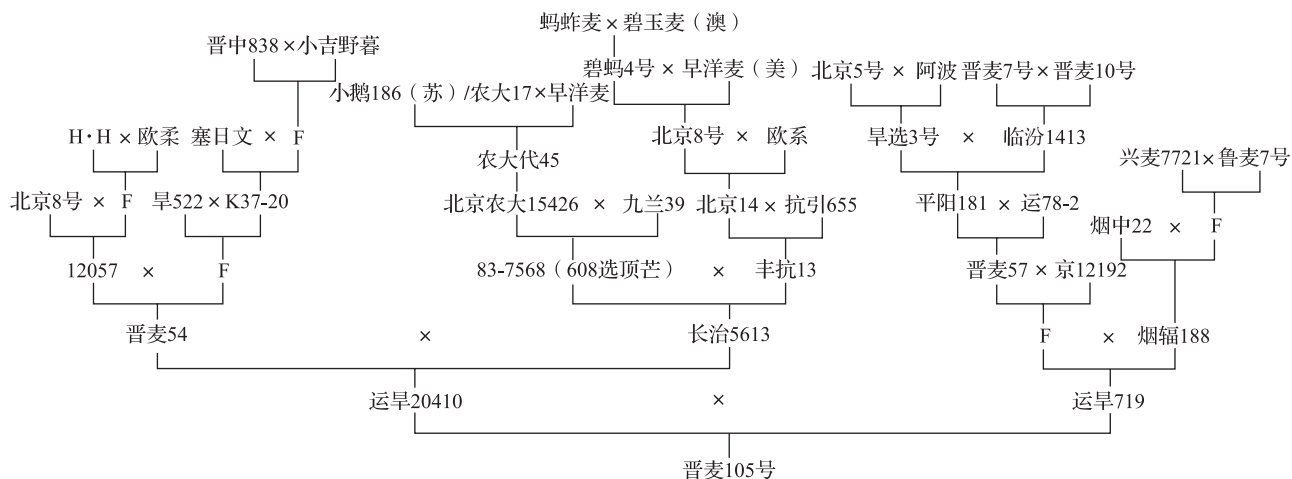 蚂蚱麦×碧玉麦（澳）
晋中838×小吉野暮
碧蚂4号 × 早洋麦（美） 北京5号 × 阿波 晋麦7号×晋麦10号
小鹅186（苏）/农大17×早洋麦
H·H × 欧柔 塞日文 × F 北京8号 × 欧系 旱选3号 × 临汾1413
农大代45 兴麦7721×鲁麦7号
北京8号 × F 旱522×K37-20 北京农大15426 × 九兰39 北京14×抗引655 平阳181 × 运78-2
烟中22 × F
12057 × F 83-7568（608选顶芒） × 丰抗13 晋麦57×京12192
晋麦54 × 长治5613 F × 烟辐188
运旱20410 × 运旱719
晋麦105号